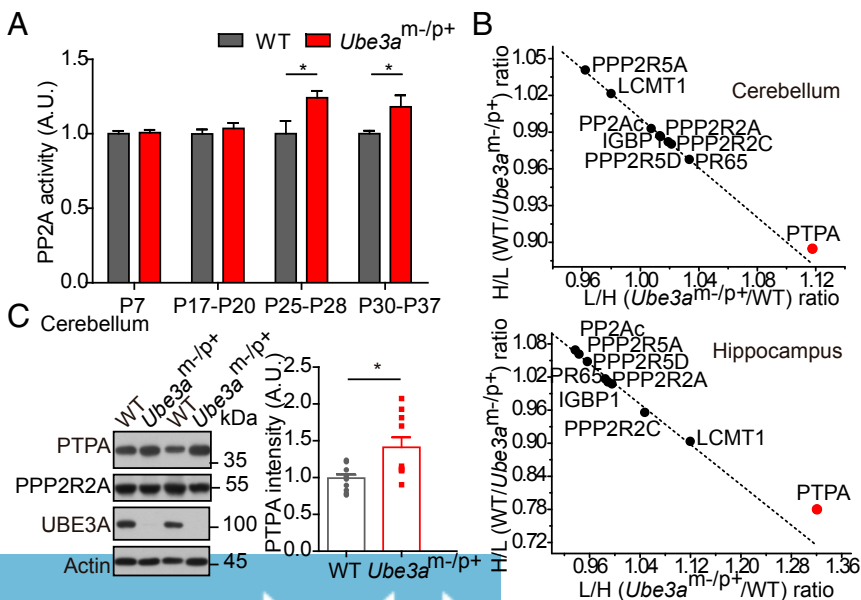 A
WT
Ube3a m-/p+
PP2A activity (A.U.)
1.5
1.0
0.5
0.0
*
*
P7
P17-P20
P25-P28
P30-P37
Cerebellum
B
H/L (WT/Ube3a m-/p+) ratio
1.05
1.02
0.99
0.96
0.93
0.90
PPP2R5A
LCMT1
Cerebellum
PP2Ac
PPP2R2A
IGBP1
PPP2R2C
PPP2R5D
PR65
PTPA
0.96
1.00
1.04
1.08
1.12
L/H (Ube3a m-/p+/WT) ratio
H/L (WT/Ube3a m-/p+) ratio
1.08
1.02
0.96
0.90
0.84
0.78
0.72
PP2Ac
PPP2R5A
Hippocampus
PPP2R5D
PR65
PPP2R2A
IGBP1
PPP2R2C
LCMT1
PTPA
0.96
1.04
1.12
1.20
1.28
1.36
L/H (Ube3a m-/p+/WT) ratio
C
WT
Ube3a m-/p+
WT
Ube3a m-/p+
kDa
PTPA
35
PPP2R2A
55
UBE3A
100
Actin
45
PTPA intensity (A.U.)
2.5
2.0
1.5
1.0
0.5
0.0
*
WT
Ube3a m-/p+